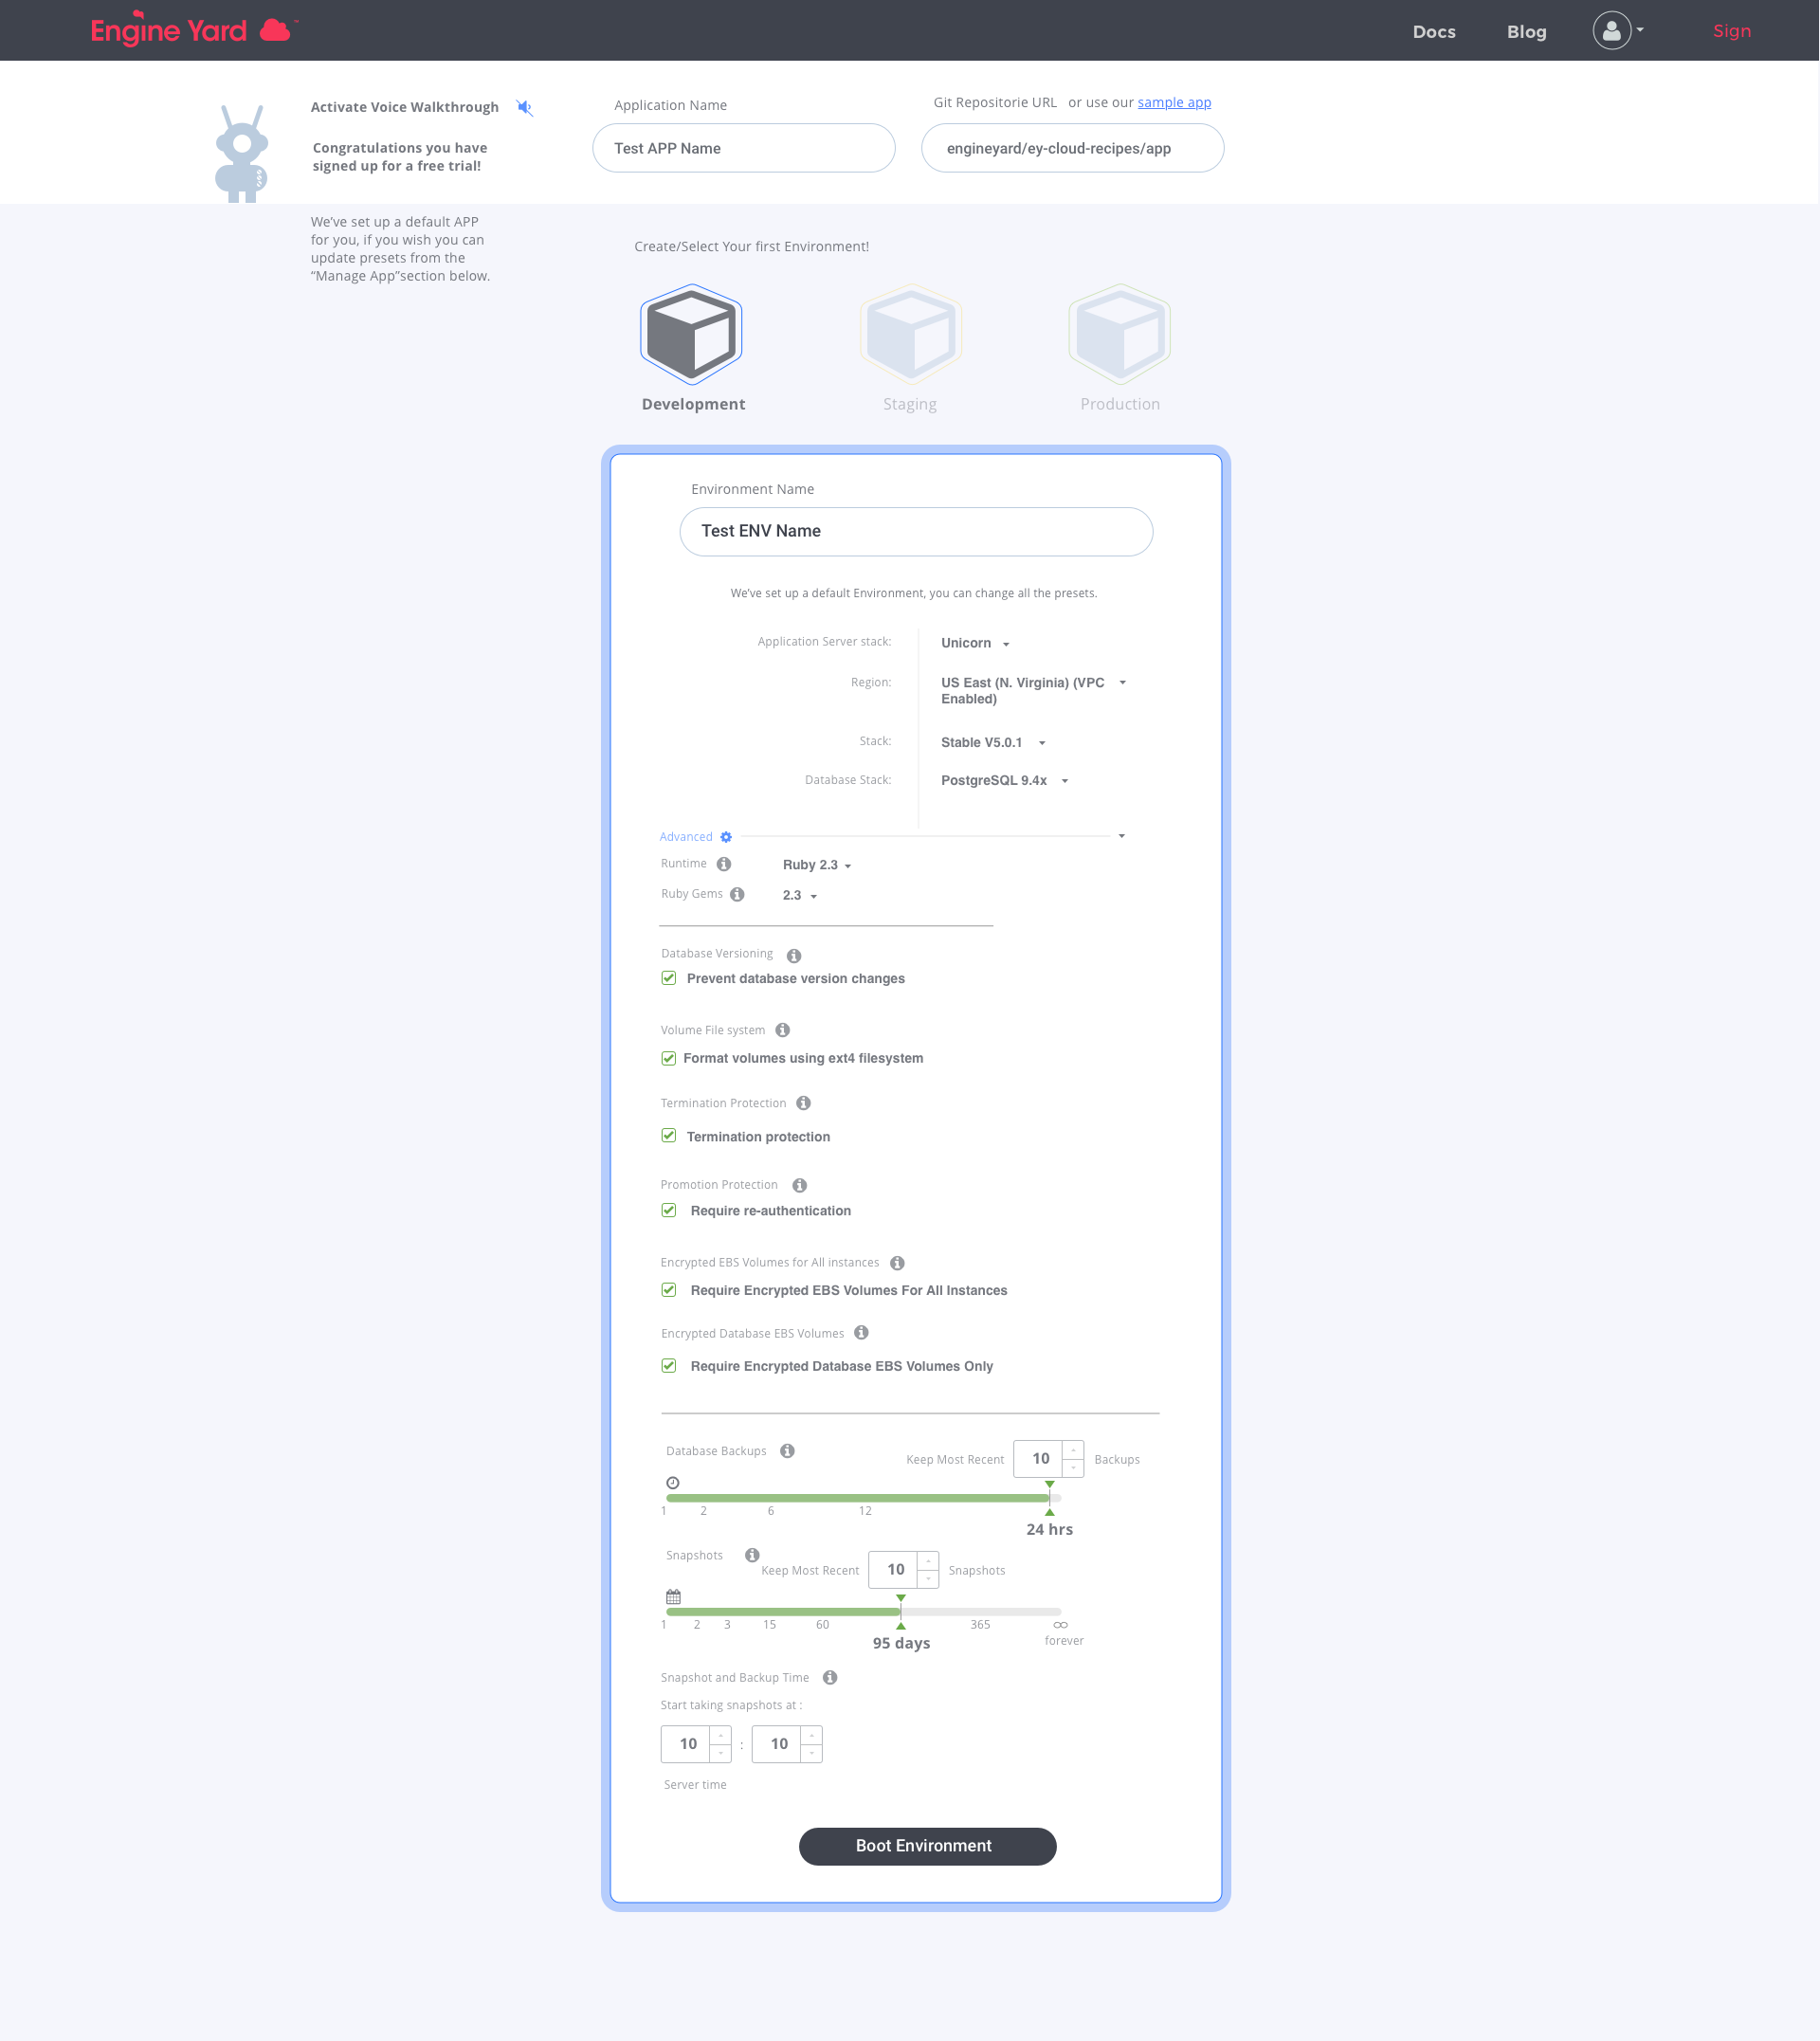 Engine Yard
Docs
Blog
Sign
Activate Voice Walkthrough
Congratulations you have
signed up for a free trial!
We've set up a default APP
for you, if you wish you can
update presets from the
“Manage App”section below.
Application Name
Test APP Name
Git Repositorie URL or use our sample app
engineyard/ey-cloud-recipes/app
Create/Select Your first Environment!
Development
Staging
Production
Environment Name
Test ENV Name
We've set up a default Environment, you can change all the presets.
Application Server stack:
Unicorn
Region:
US East (N. Virginia) (VPC
Enabled)
Stack:
Stable V5.0.1
Database Stack:
PostgreSQL 9.4x
Advanced
Runtime
Ruby 2.3
Ruby Gems
2.3
Database Versioning
Prevent database version changes
Volume File system
Format volumes using ext4 filesystem
Termination Protection
Termination protection
Promotion Protection
Require re-authentication
Encrypted EBS Volumes for All instances
Require Encrypted EBS Volumes For All Instances
Encrypted Database EBS Volumes
Require Encrypted Database EBS Volumes Only
Database Backups
Keep Most Recent 10 Backups
1 2 6 12
24 hrs
Snapshots
Keep Most Recent 10 Snapshots
1 2 3 15 60 365
forever
95 days
Snapshot and Backup Time
Start taking snapshots at :
10 : 10
Server time
Boot Environment